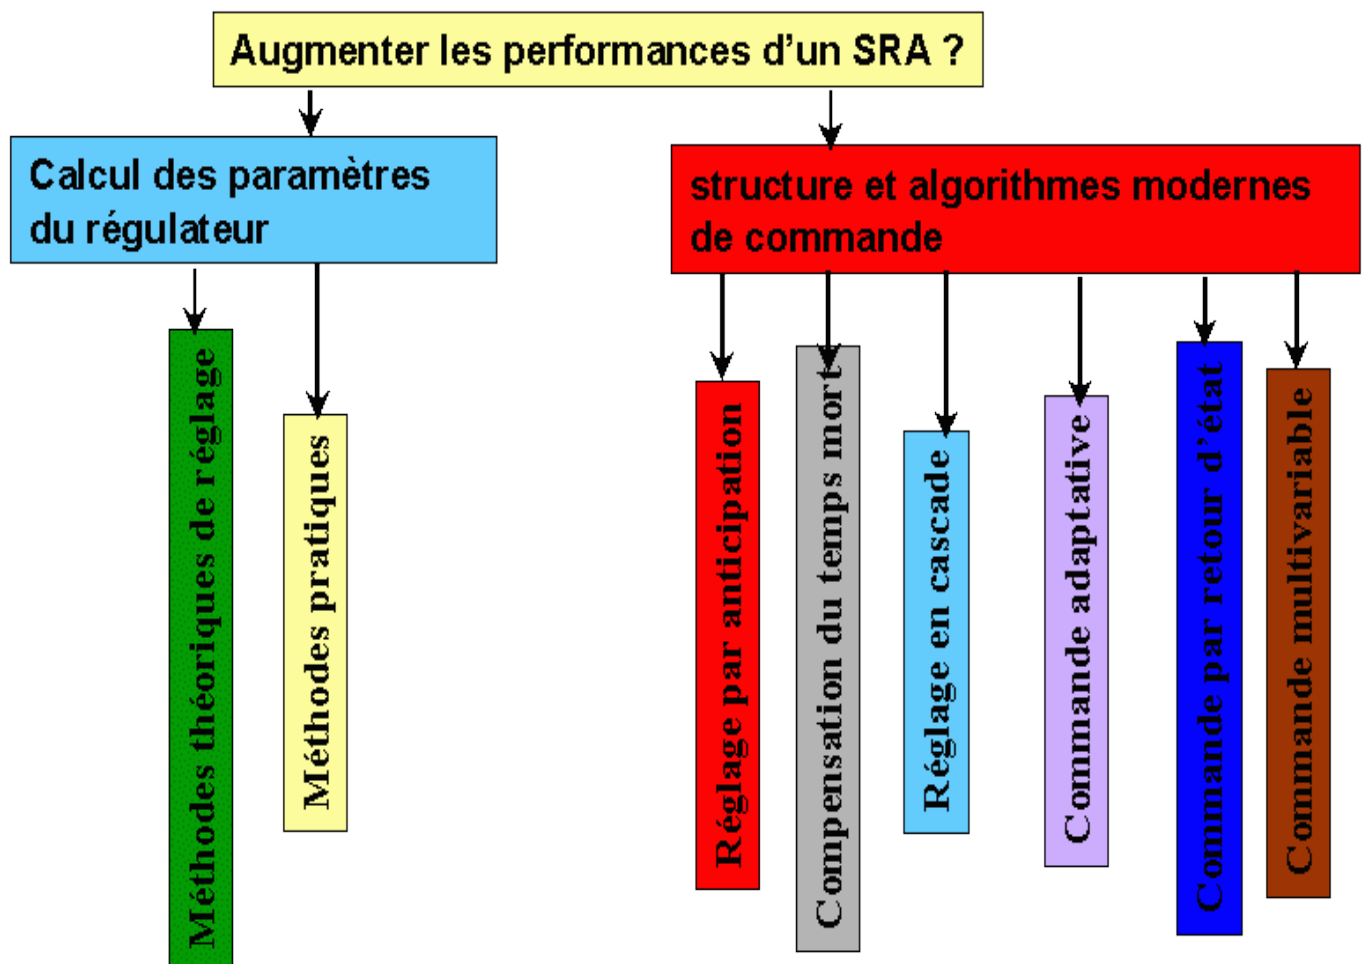 Augmenter les performances d’un SRA ?
Calcul des paramètres
du régulateur
structure et algorithmes modernes
de commande
Méthodes théoriques de réglage
Méthodes pratiques
Réglage par anticipation
Compensation du temps mort
Réglage en cascade
Commande adaptative
Commande par retour d’état
Commande multivariable